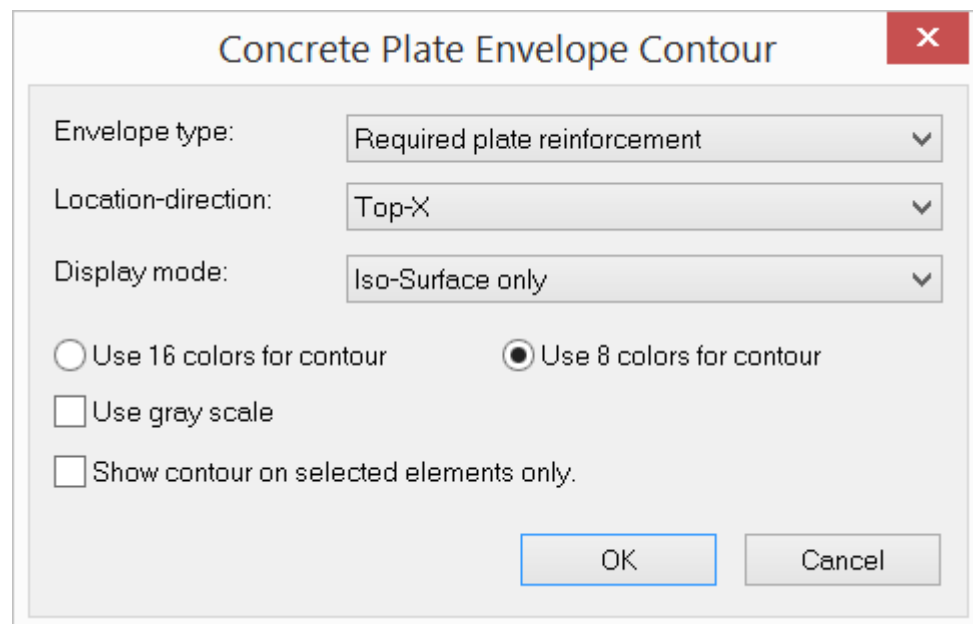 Concrete Plate Envelope Contour
Envelope type: Required plate reinforcement
Location-direction: Top-X
Display mode: Iso-Surface only
Use 16 colors for contour Use 8 colors for contour
Use gray scale
Show contour on selected elements only.
OK Cancel